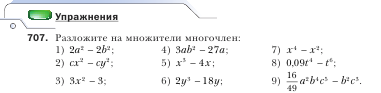 Упражнения
707. Разложите на множители многочлен:
1) 2a² − 2b²; 4) 3ab² − 27a; 7) x⁴ − x²;
2) cx² − cy²; 5) x³ − 4x; 8) 0,09t⁴ − t⁶;
3) 3x² − 3; 6) 2y³ − 18y; 9) 16/49 a²b⁴c⁵ − b²c³.